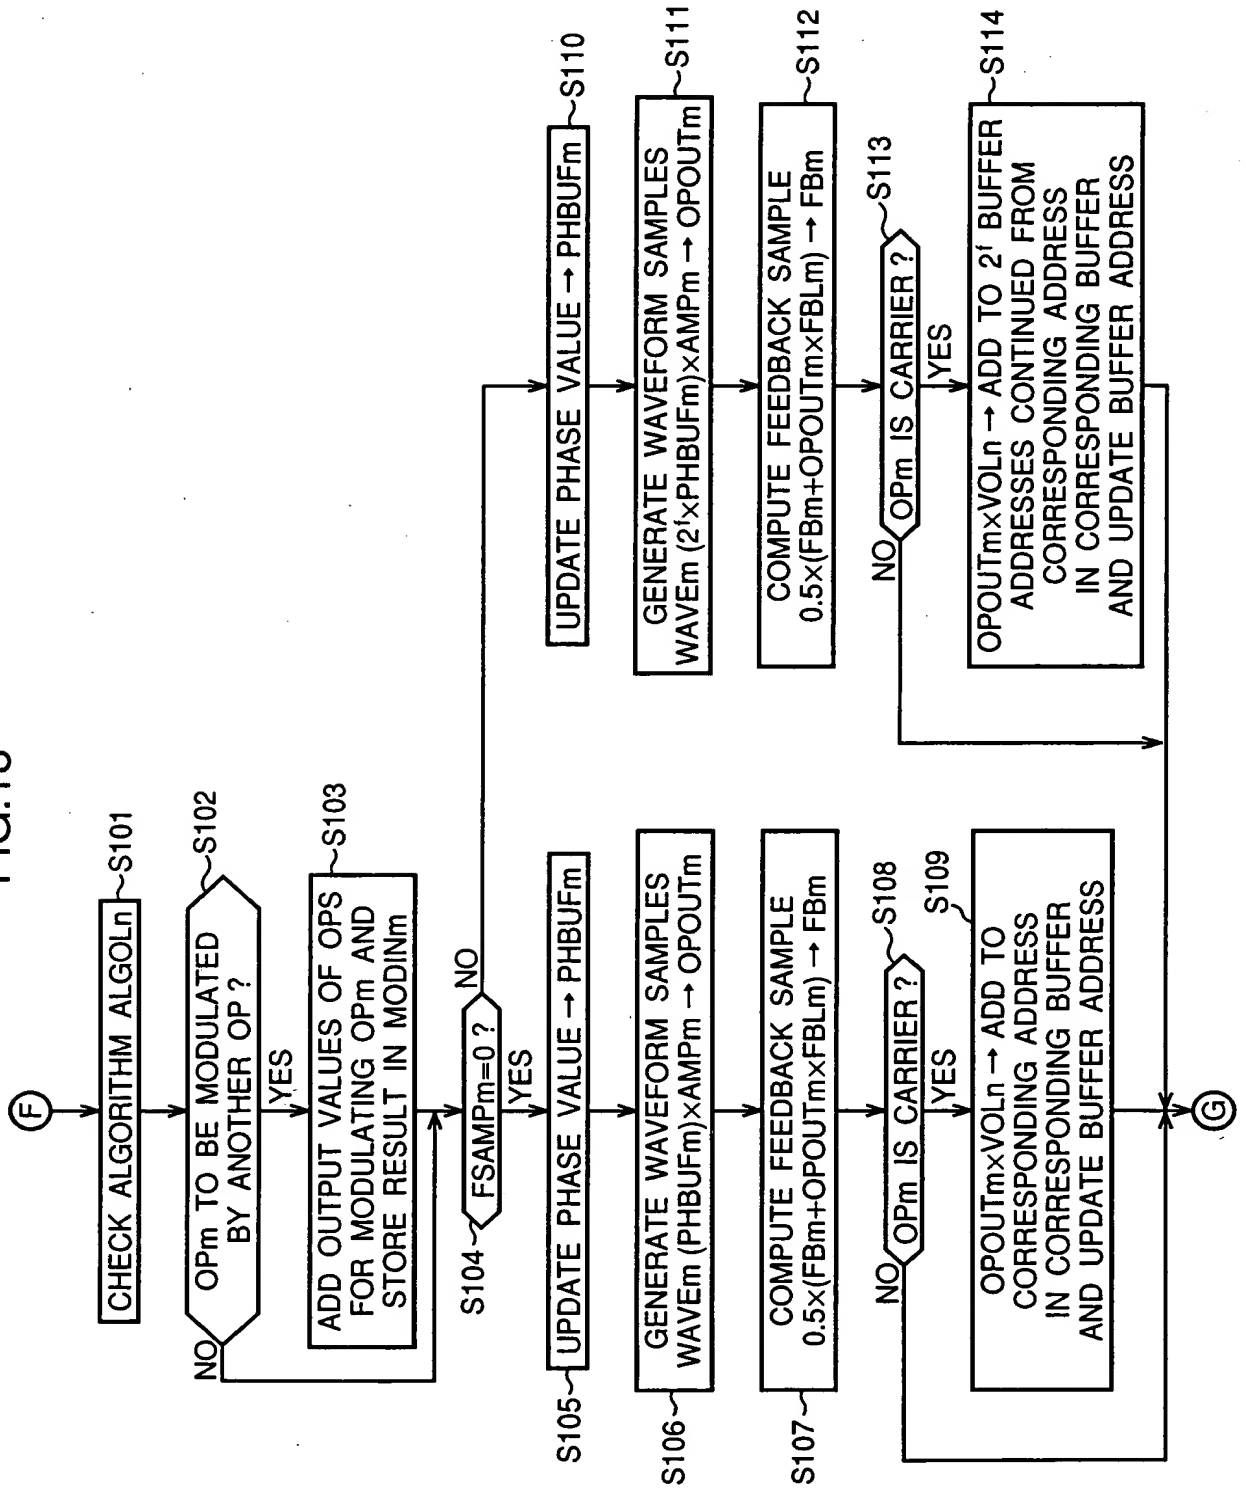 F
CHECK ALGORITHM ALGOLn
S101
OPm TO BE MODULATED
BY ANOTHER OP ?
S102
NO
YES
ADD OUTPUT VALUES OF OPS
FOR MODULATING OPm AND
STORE RESULT IN MODINm
S103
S104
FSAMPm=0 ?
NO
YES
S105
UPDATE PHASE VALUE → PHBUFm
S106
GENERATE WAVEFORM SAMPLES
WAVEm (PHBUFm)×AMPm → OPOUTm
S107
COMPUTE FEEDBACK SAMPLE
0.5×(FBm+OPOUTm×FBLm) → FBm
NO
OPm IS CARRIER ?
S108
YES
S109
OPOUTm×VOLn → ADD TO
CORRESPONDING ADDRESS
IN CORRESPONDING BUFFER
AND UPDATE BUFFER ADDRESS
UPDATE PHASE VALUE → PHBUFm
S110
GENERATE WAVEFORM SAMPLES
WAVEm (2^f×PHBUFm)×AMPm → OPOUTm
S111
COMPUTE FEEDBACK SAMPLE
0.5×(FBm+OPOUTm×FBLm) → FBm
S112
NO
OPm IS CARRIER ?
S113
YES
OPOUTm×VOLn → ADD TO 2^f BUFFER
ADDRESSES CONTINUED FROM
CORRESPONDING ADDRESS
IN CORRESPONDING BUFFER
AND UPDATE BUFFER ADDRESS
S114
G